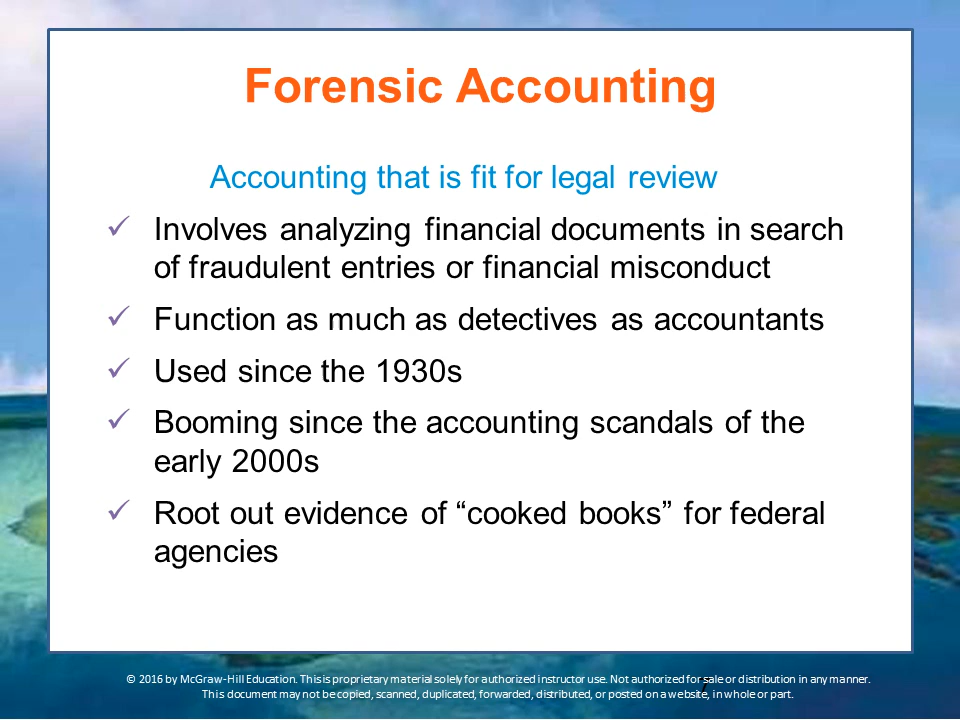 Forensic Accounting
Accounting that is fit for legal review
✓ Involves analyzing financial documents in search
of fraudulent entries or financial misconduct
✓ Function as much as detectives as accountants
✓ Used since the 1930s
✓ Booming since the accounting scandals of the
early 2000s
✓ Root out evidence of “cooked books” for federal
agencies
© 2016 by McGraw-Hill Education. This is proprietary material solely for authorized instructor use. Not authorized for sale or distribution in any manner.
This document may not be copied, scanned, duplicated, forwarded, distributed, or posted on a website, in whole or part.